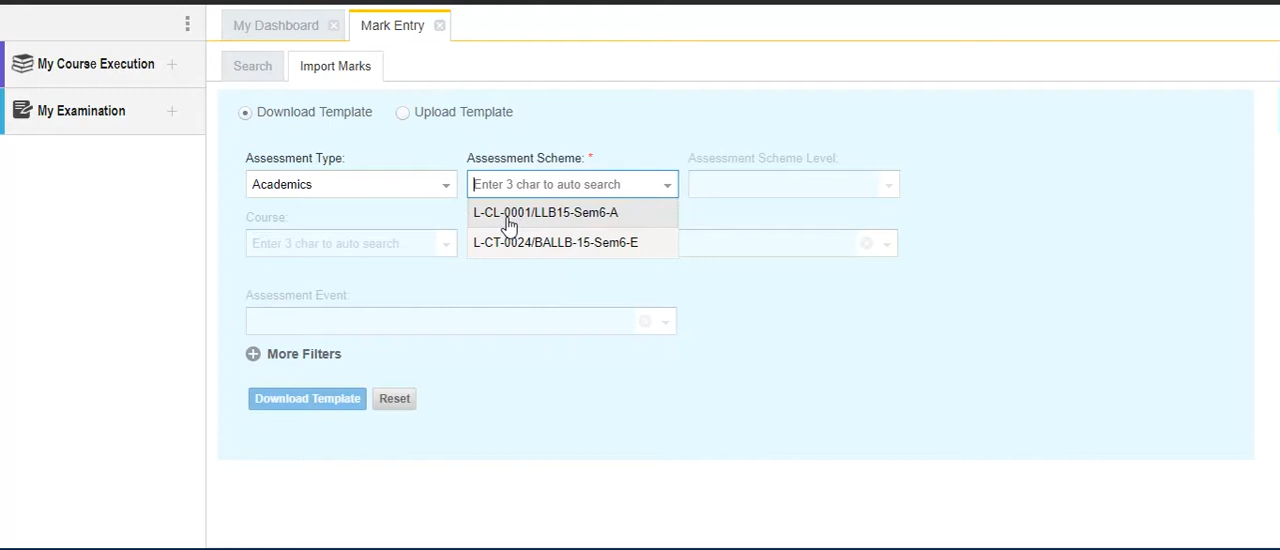 My Dashboard
Mark Entry
My Course Execution
My Examination
Search
Import Marks
Download Template
Upload Template
Assessment Type:
Assessment Scheme: *
Assessment Scheme Level:
Academics
Enter 3 char to auto search
L-CL-0001/LLB15-Sem6-A
L-CT-0024/BALLB-15-Sem6-E
Course:
Enter 3 char to auto search
Assessment Event:
More Filters
Download Template
Reset